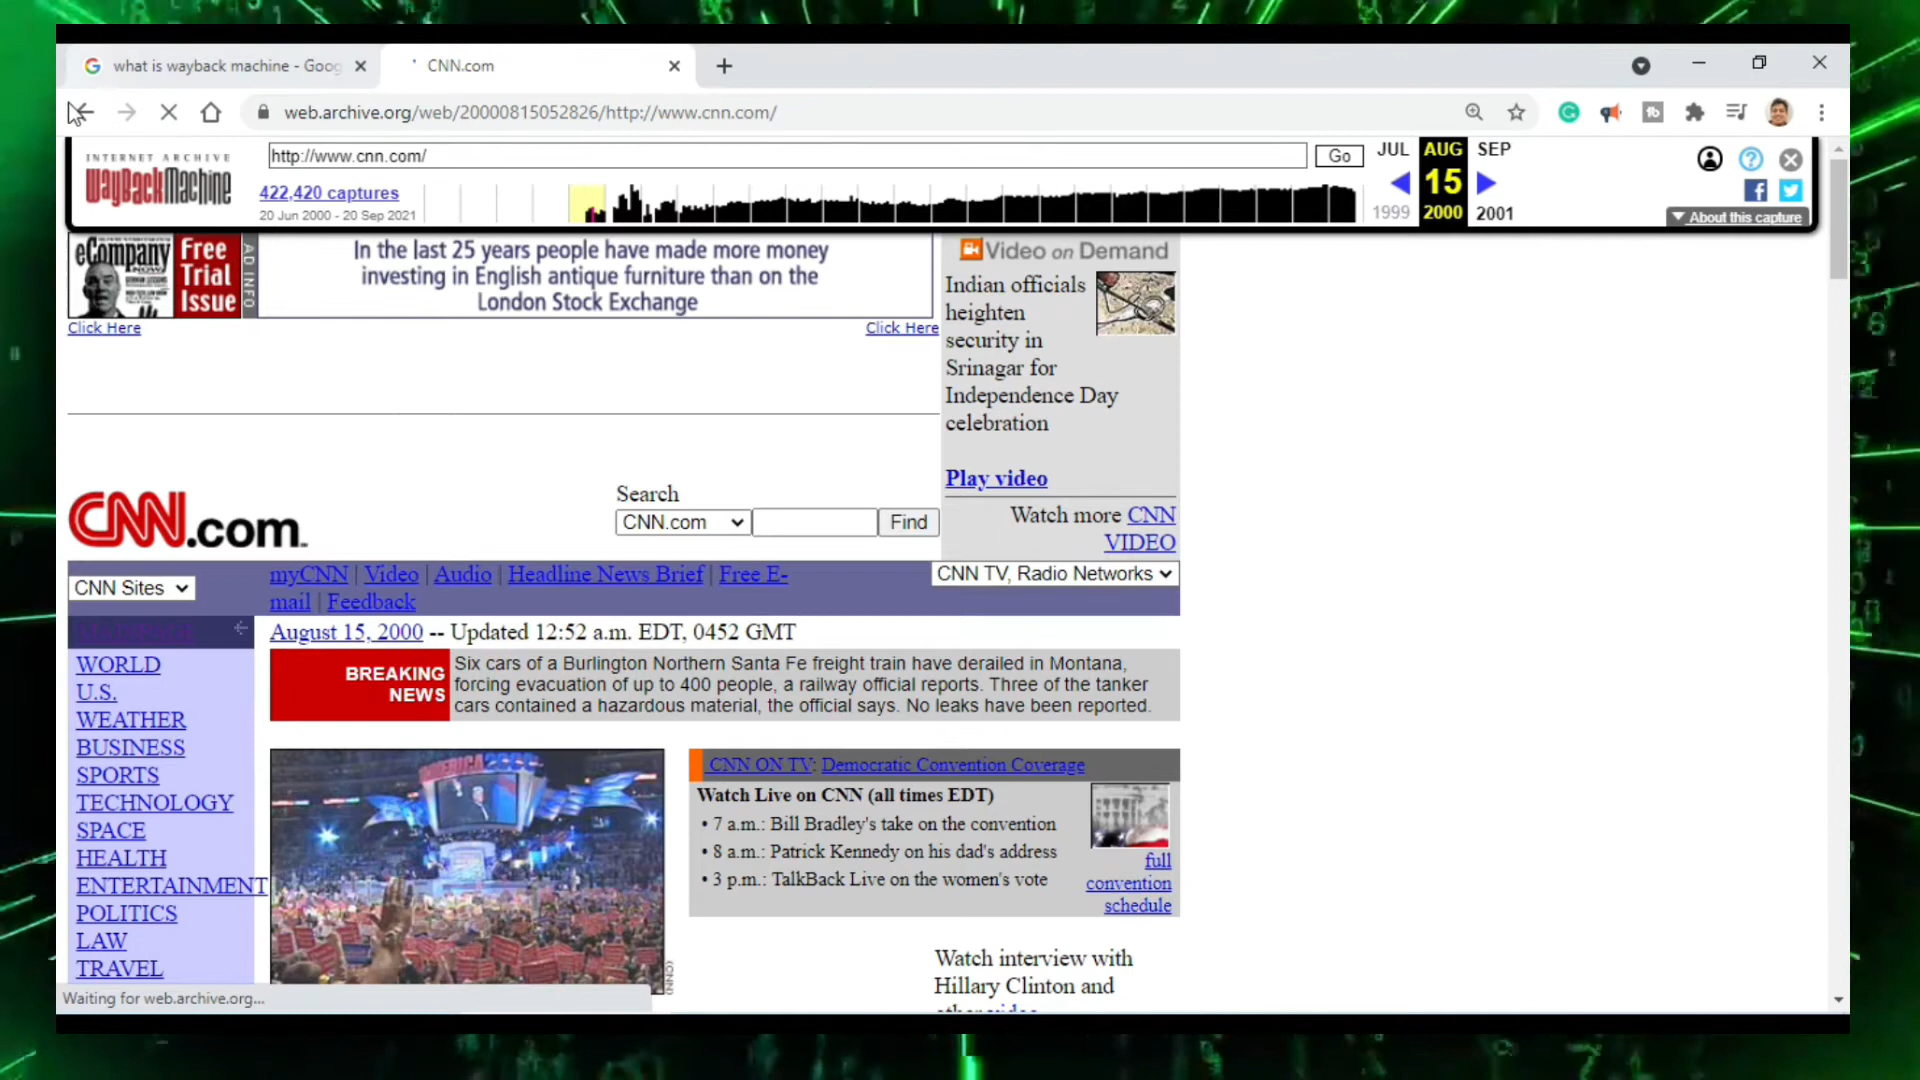 what is wayback machine - Goog
CNN.com
web.archive.org/web/20000815052826/http://www.cnn.com/
INTERNET ARCHIVE
WayBackMachine
http://www.cnn.com/
Go
JUL
AUG
SEP
422,420 captures
15
20 Jun 2000 - 20 Sep 2021
1999
2000
2001
About this capture
eCompany
NOW
Free
Trial
Issue
AD INFO
In the last 25 years people have made more money
investing in English antique furniture than on the
London Stock Exchange
Click Here
Click Here
Video on Demand
Indian officials
heighten
security in
Srinagar for
Independence Day
celebration
Play video
Watch more CNN
VIDEO
CNN.com
Search
CNN.com
Find
CNN Sites
myCNN | Video | Audio | Headline News Brief | Free E-
mail | Feedback
CNN TV, Radio Networks
MAINPAGE
August 15, 2000 -- Updated 12:52 a.m. EDT, 0452 GMT
WORLD
U.S.
WEATHER
BUSINESS
SPORTS
TECHNOLOGY
SPACE
HEALTH
ENTERTAINMENT
POLITICS
LAW
TRAVEL
BREAKING
NEWS
Six cars of a Burlington Northern Santa Fe freight train have derailed in Montana,
forcing evacuation of up to 400 people, a railway official reports. Three of the tanker
cars contained a hazardous material, the official says. No leaks have been reported.
AMERICA2000
(CNN)
CNN ON TV: Democratic Convention Coverage
Watch Live on CNN (all times EDT)
• 7 a.m.: Bill Bradley's take on the convention
• 8 a.m.: Patrick Kennedy on his dad's address
• 3 p.m.: TalkBack Live on the women's vote
full
convention
schedule
Watch interview with
Hillary Clinton and
other video
Waiting for web.archive.org...